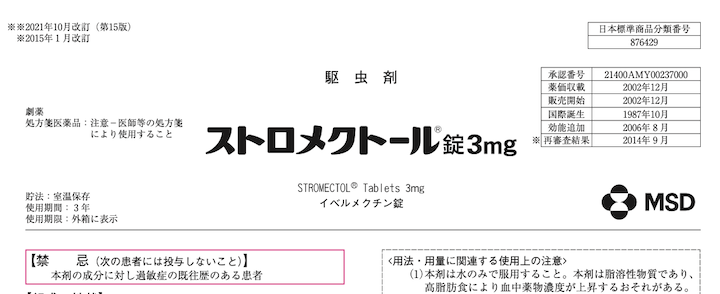 ※※2021年10月改訂（第15版）
※2015年１月改訂
日本標準商品分類番号
876429
駆 虫 剤
承認番号 21400AMY00237000
薬価収載 2002年12月
販売開始 2002年12月
国際誕生 1987年10月
効能追加 2006年８月
※ 再審査結果 2014年９月
劇薬
処方箋医薬品：注意－医師等の処方箋
により使用すること
ストロメクトール®錠3mg
STROMECTOL® Tablets 3mg
イベルメクチン錠
貯法：室温保存
使用期間：３年
使用期限：外箱に表示
MSD
【禁　　忌（次の患者には投与しないこと）】
本剤の成分に対し過敏症の既往歴のある患者
<用法・用量に関連する使用上の注意>
(1)本剤は水のみで服用すること。本剤は脂溶性物質であり、
高脂肪食により血中薬物濃度が上昇するおそれがある。